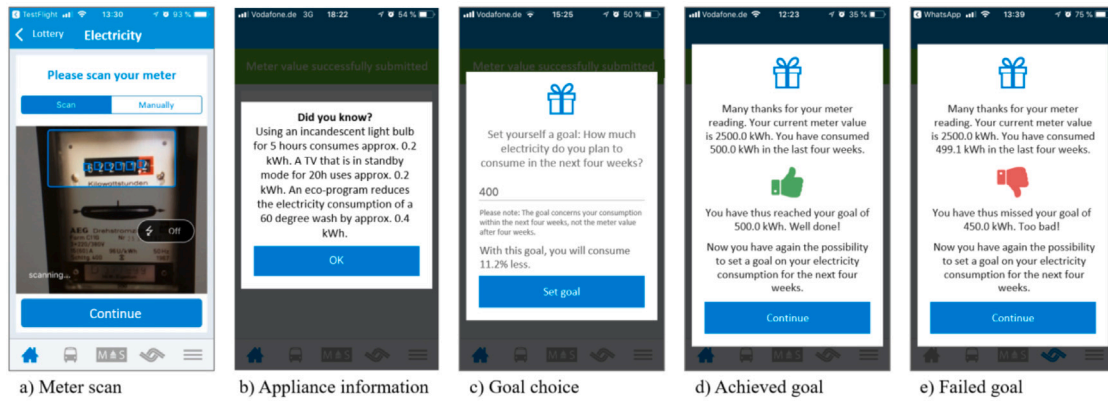 TestFlight 13:30 93 %
Lottery Electricity
Please scan your meter
Scan Manually
Kilowattstunden
AEG
Off
scanning...
Continue
M S
a) Meter scan
Vodafone.de 3G 18:22 54 %
Meter value successfully submitted
Did you know?
Using an incandescent light bulb
for 5 hours consumes approx. 0.2
kWh. A TV that is in standby
mode for 20h uses approx. 0.2
kWh. An eco-program reduces
the electricity consumption of a
60 degree wash by approx. 0.4
kWh.
OK
M S
b) Appliance information
Vodafone.de 15:25 50 %
Meter value successfully submitted
Set yourself a goal: How much
electricity do you plan to
consume in the next four weeks?
400
Please note: The goal concerns your consumption
within the next four weeks, not the meter value
after four weeks.
With this goal, you will consume
11.2% less.
Set goal
M S
c) Goal choice
Vodafone.de 12:23 35 %
Many thanks for your meter
reading. Your current meter value
is 2500.0 kWh. You have consumed
500.0 kWh in the last four weeks.
You have thus reached your goal of
500.0 kWh. Well done!
Now you have again the possibility
to set a goal on your electricity
consumption for the next four
weeks.
Continue
M S
d) Achieved goal
WhatsApp 13:39 75 %
Many thanks for your meter
reading. Your current meter value
is 2500.0 kWh. You have consumed
499.1 kWh in the last four weeks.
You have thus missed your goal of
450.0 kWh. Too bad!
Now you have again the possibility
to set a goal on your electricity
consumption for the next four
weeks.
Continue
M S
e) Failed goal